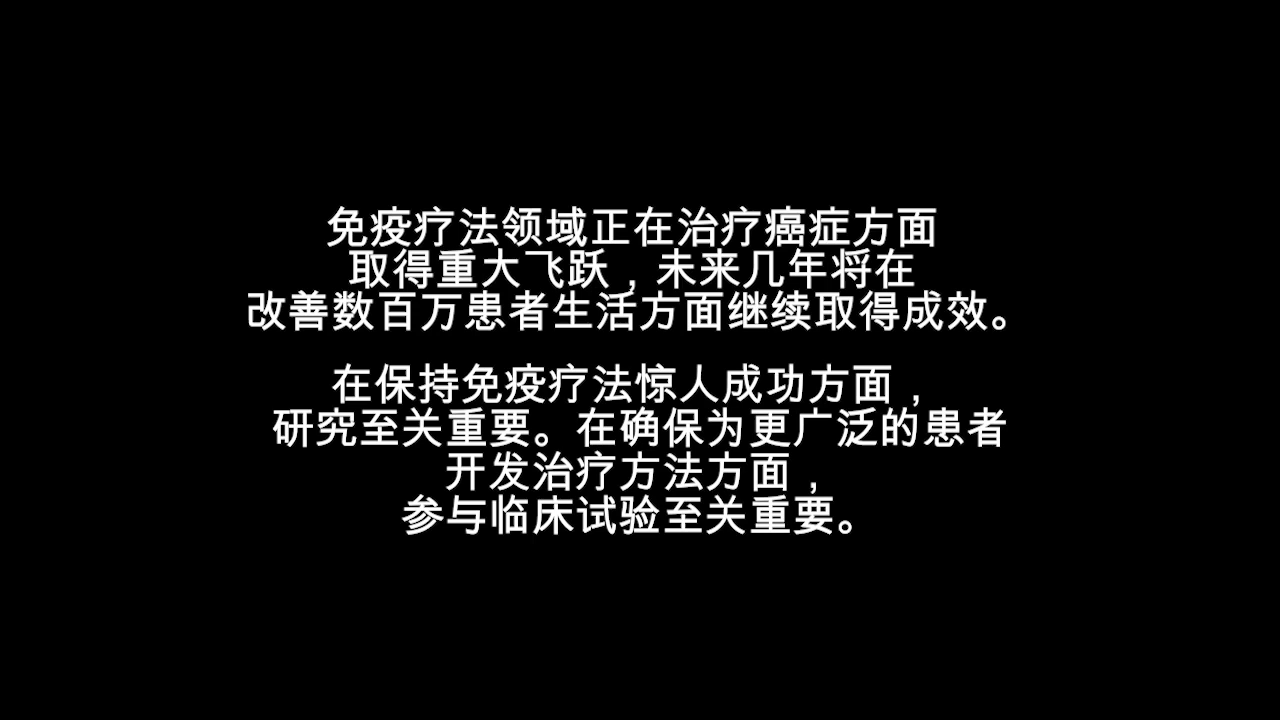 免疫疗法领域正在治疗癌症方面
取得重大飞跃，未来几年将在
改善数百万患者生活方面继续取得成效。
在保持免疫疗法惊人成功方面，
研究至关重要。在确保为更广泛的患者
开发治疗方法方面，
参与临床试验至关重要。